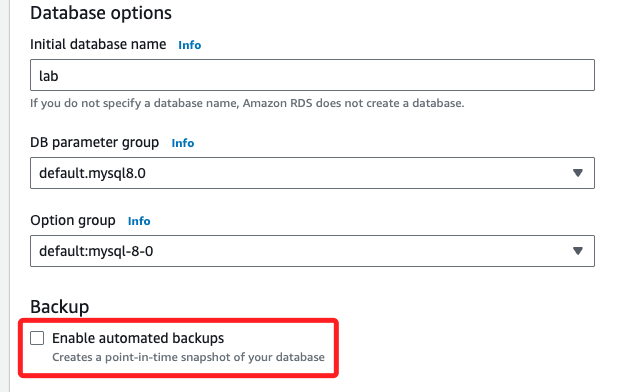 Database options
Initial database name Info
lab
If you do not specify a database name, Amazon RDS does not create a database.
DB parameter group Info
default.mysql8.0
Option group Info
default:mysql-8-0
Backup
Enable automated backups
Creates a point-in-time snapshot of your database